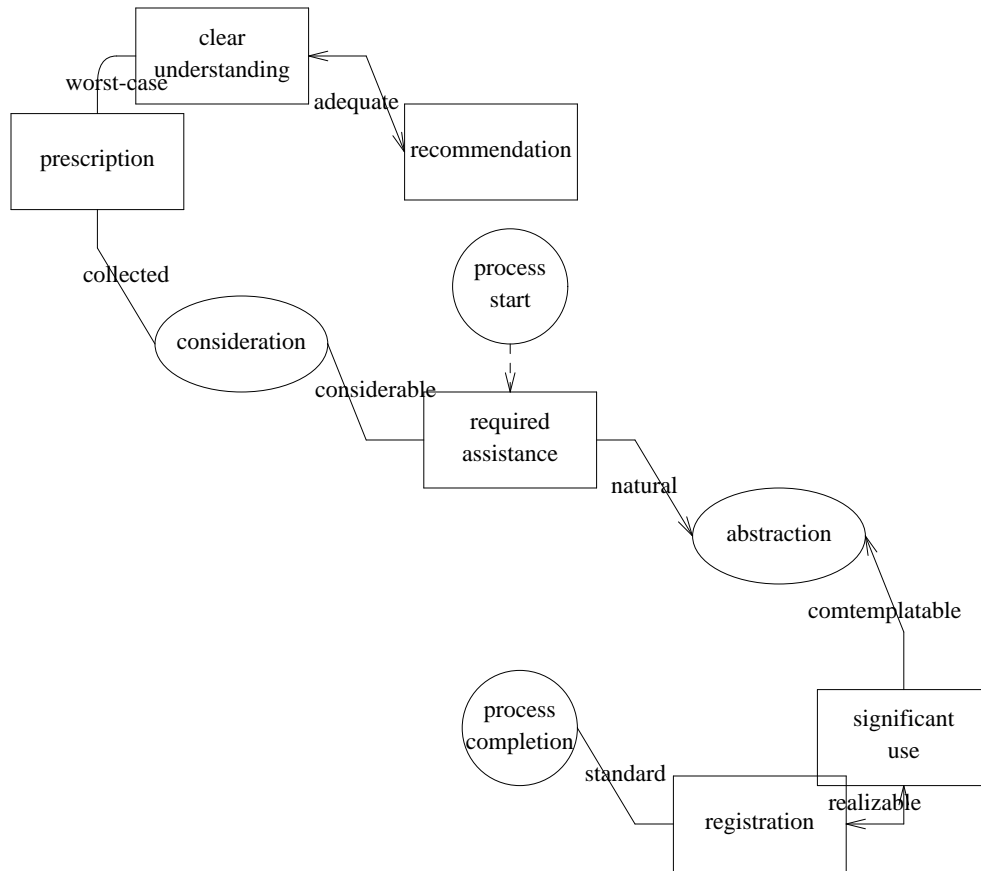 clear
understanding
worst-case
adequate
prescription
recommendation
collected
process
start
consideration
considerable
required
assistance
natural
abstraction
comtemplatable
process
completion
significant
use
standard
realizable
registration